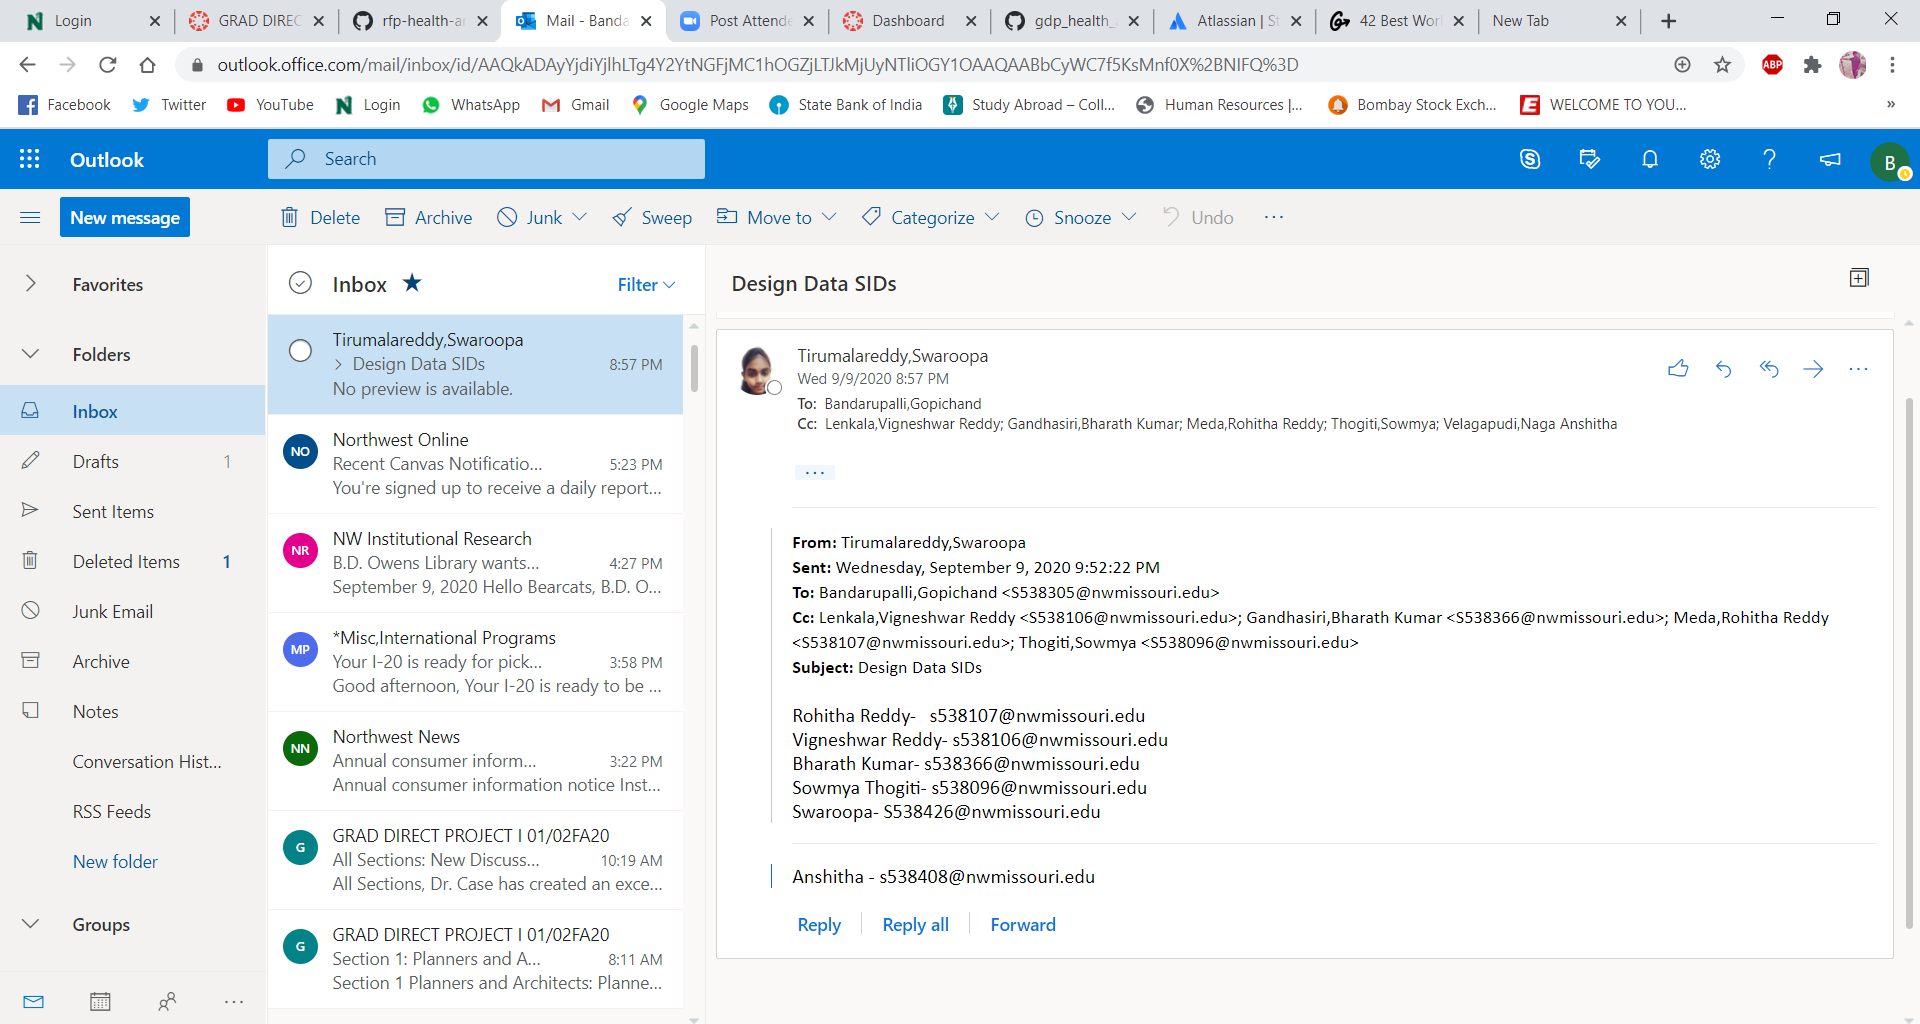 Login
GRAD DIREC
rfp-health-ar
Mail - Banda
Post Attende
Dashboard
gdp_health_
Atlassian | St
42 Best Work
New Tab
outlook.office.com/mail/inbox/id/AAQkADAyYjdiYjlhLTg4Y2YtNGFjMC1hOGZjLTJkMjUyNTliOGY1OAAQAABbCyWC7f5KsMnf0X%2BNIFQ%3D
ABP
Facebook
Twitter
YouTube
Login
WhatsApp
Gmail
Google Maps
State Bank of India
Study Abroad – Coll...
Human Resources |...
Bombay Stock Exch...
WELCOME TO YOU...
»
Outlook
Search
B
New message
Delete
Archive
Junk
Sweep
Move to
Categorize
Snooze
Undo
Favorites
Folders
Inbox
Drafts 1
Sent Items
Deleted Items 1
Junk Email
Archive
Notes
Conversation Hist...
RSS Feeds
New folder
Groups
Inbox
Filter
Tirumalareddy,Swaroopa
Design Data SIDs 8:57 PM
No preview is available.
NO
Northwest Online
Recent Canvas Notificatio... 5:23 PM
You're signed up to receive a daily report...
NR
NW Institutional Research
B.D. Owens Library wants... 4:27 PM
September 9, 2020 Hello Bearcats, B.D. O...
MP
*Misc,International Programs
Your I-20 is ready for pick... 3:58 PM
Good afternoon, Your I-20 is ready to be ...
NN
Northwest News
Annual consumer inform... 3:22 PM
Annual consumer information notice Inst...
G
GRAD DIRECT PROJECT I 01/02FA20
All Sections: New Discuss... 10:19 AM
All Sections, Dr. Case has created an exce...
G
GRAD DIRECT PROJECT I 01/02FA20
Section 1: Planners and A... 8:11 AM
Section 1 Planners and Architects: Planne...
Design Data SIDs
Tirumalareddy,Swaroopa
Wed 9/9/2020 8:57 PM
To: Bandarupalli,Gopichand
Cc: Lenkala,Vigneshwar Reddy; Gandhasiri,Bharath Kumar; Meda,Rohitha Reddy; Thogiti,Sowmya; Velagapudi,Naga Anshitha
...
From: Tirumalareddy,Swaroopa
Sent: Wednesday, September 9, 2020 9:52:22 PM
To: Bandarupalli,Gopichand <S538305@nwmissouri.edu>
Cc: Lenkala,Vigneshwar Reddy <S538106@nwmissouri.edu>; Gandhasiri,Bharath Kumar <S538366@nwmissouri.edu>; Meda,Rohitha Reddy
<S538107@nwmissouri.edu>; Thogiti,Sowmya <S538096@nwmissouri.edu>
Subject: Design Data SIDs
Rohitha Reddy- s538107@nwmissouri.edu
Vigneshwar Reddy- s538106@nwmissouri.edu
Bharath Kumar- s538366@nwmissouri.edu
Sowmya Thogiti- s538096@nwmissouri.edu
Swaroopa- S538426@nwmissouri.edu
Anshitha - s538408@nwmissouri.edu
Reply
Reply all
Forward